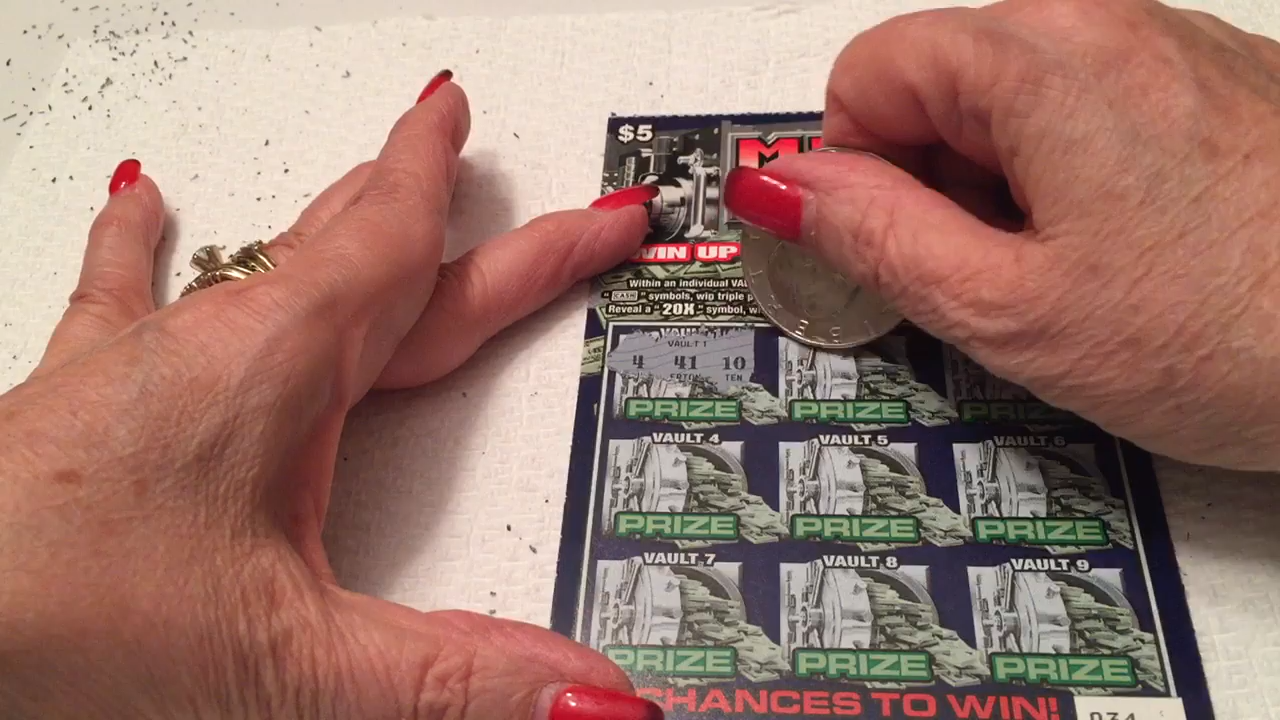 $5
WIN UP
Within an individual
"CASH" symbols, win triple
Reveal a "20X" symbol,
VAULT 1
4 41 10
TEN
PRIZE PRIZE PRIZE
VAULT 4 VAULT 5 VAULT 6
PRIZE PRIZE PRIZE
VAULT 7 VAULT 8 VAULT 9
PRIZE PRIZE PRIZE
CHANCES TO WIN!
034